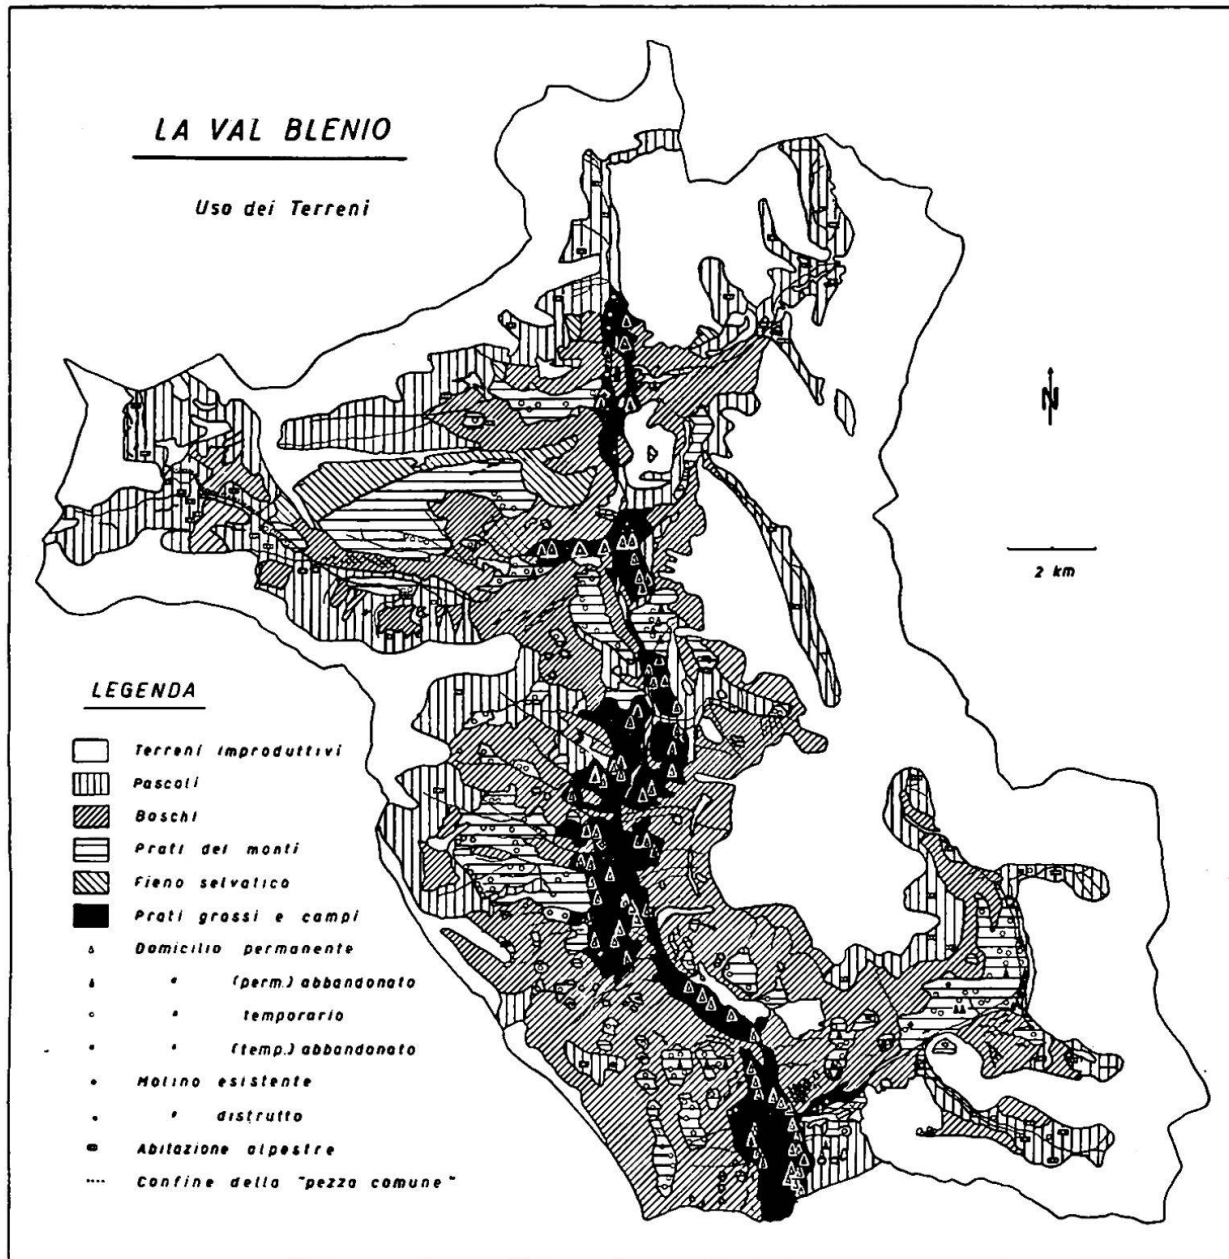 LA VAL BLENIO
Uso dei Terreni
N
2 km
LEGENDA
Terreni improduttivi
Pascoli
Boschi
Prati dei monti
Fieno selvatico
Prati grassi e campi
Domicilio permanente
" (perm.) abbandonato
" " temporario
" " (temp.) abbandonato
Molino esistente
" distrutto
Abitazione alpestre
Confine della "pezza comune"